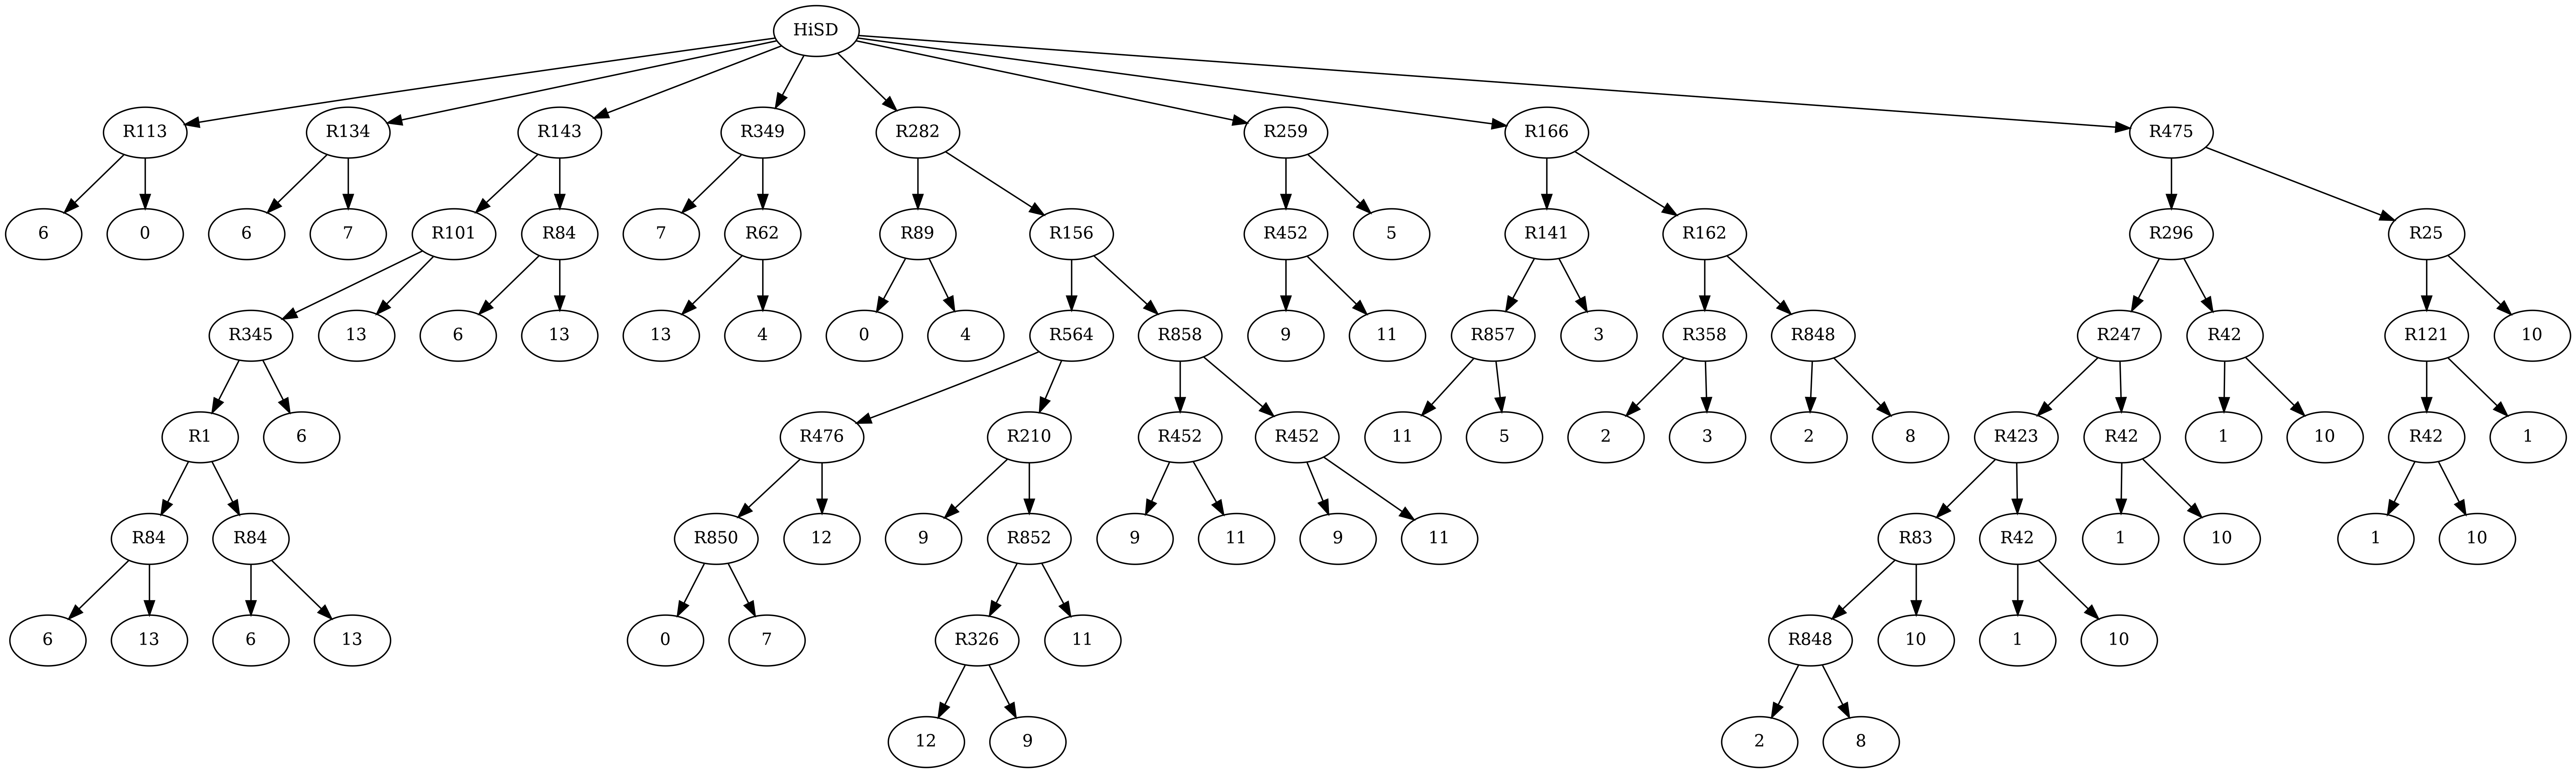 HiSD
R113 R134 R143 R349 R282 R259 R166 R475
6 0 6 7 R101 R84 7 R62 R89 R156 R452 5 R141 R162 R296 R25
R345 13 6 13 13 4 0 4 R564 R858 9 11 R857 3 R358 R848 R247 R42 R121 10
R1 6 R476 R210 R452 R452 11 5 2 3 2 8 R423 R42 1 10 R42 1
R84 R84 R850 12 9 R852 9 11 9 11 R83 R42 1 10 1 10
6 13 6 13 0 7 R326 11 R848 10 1 10
12 9 2 8